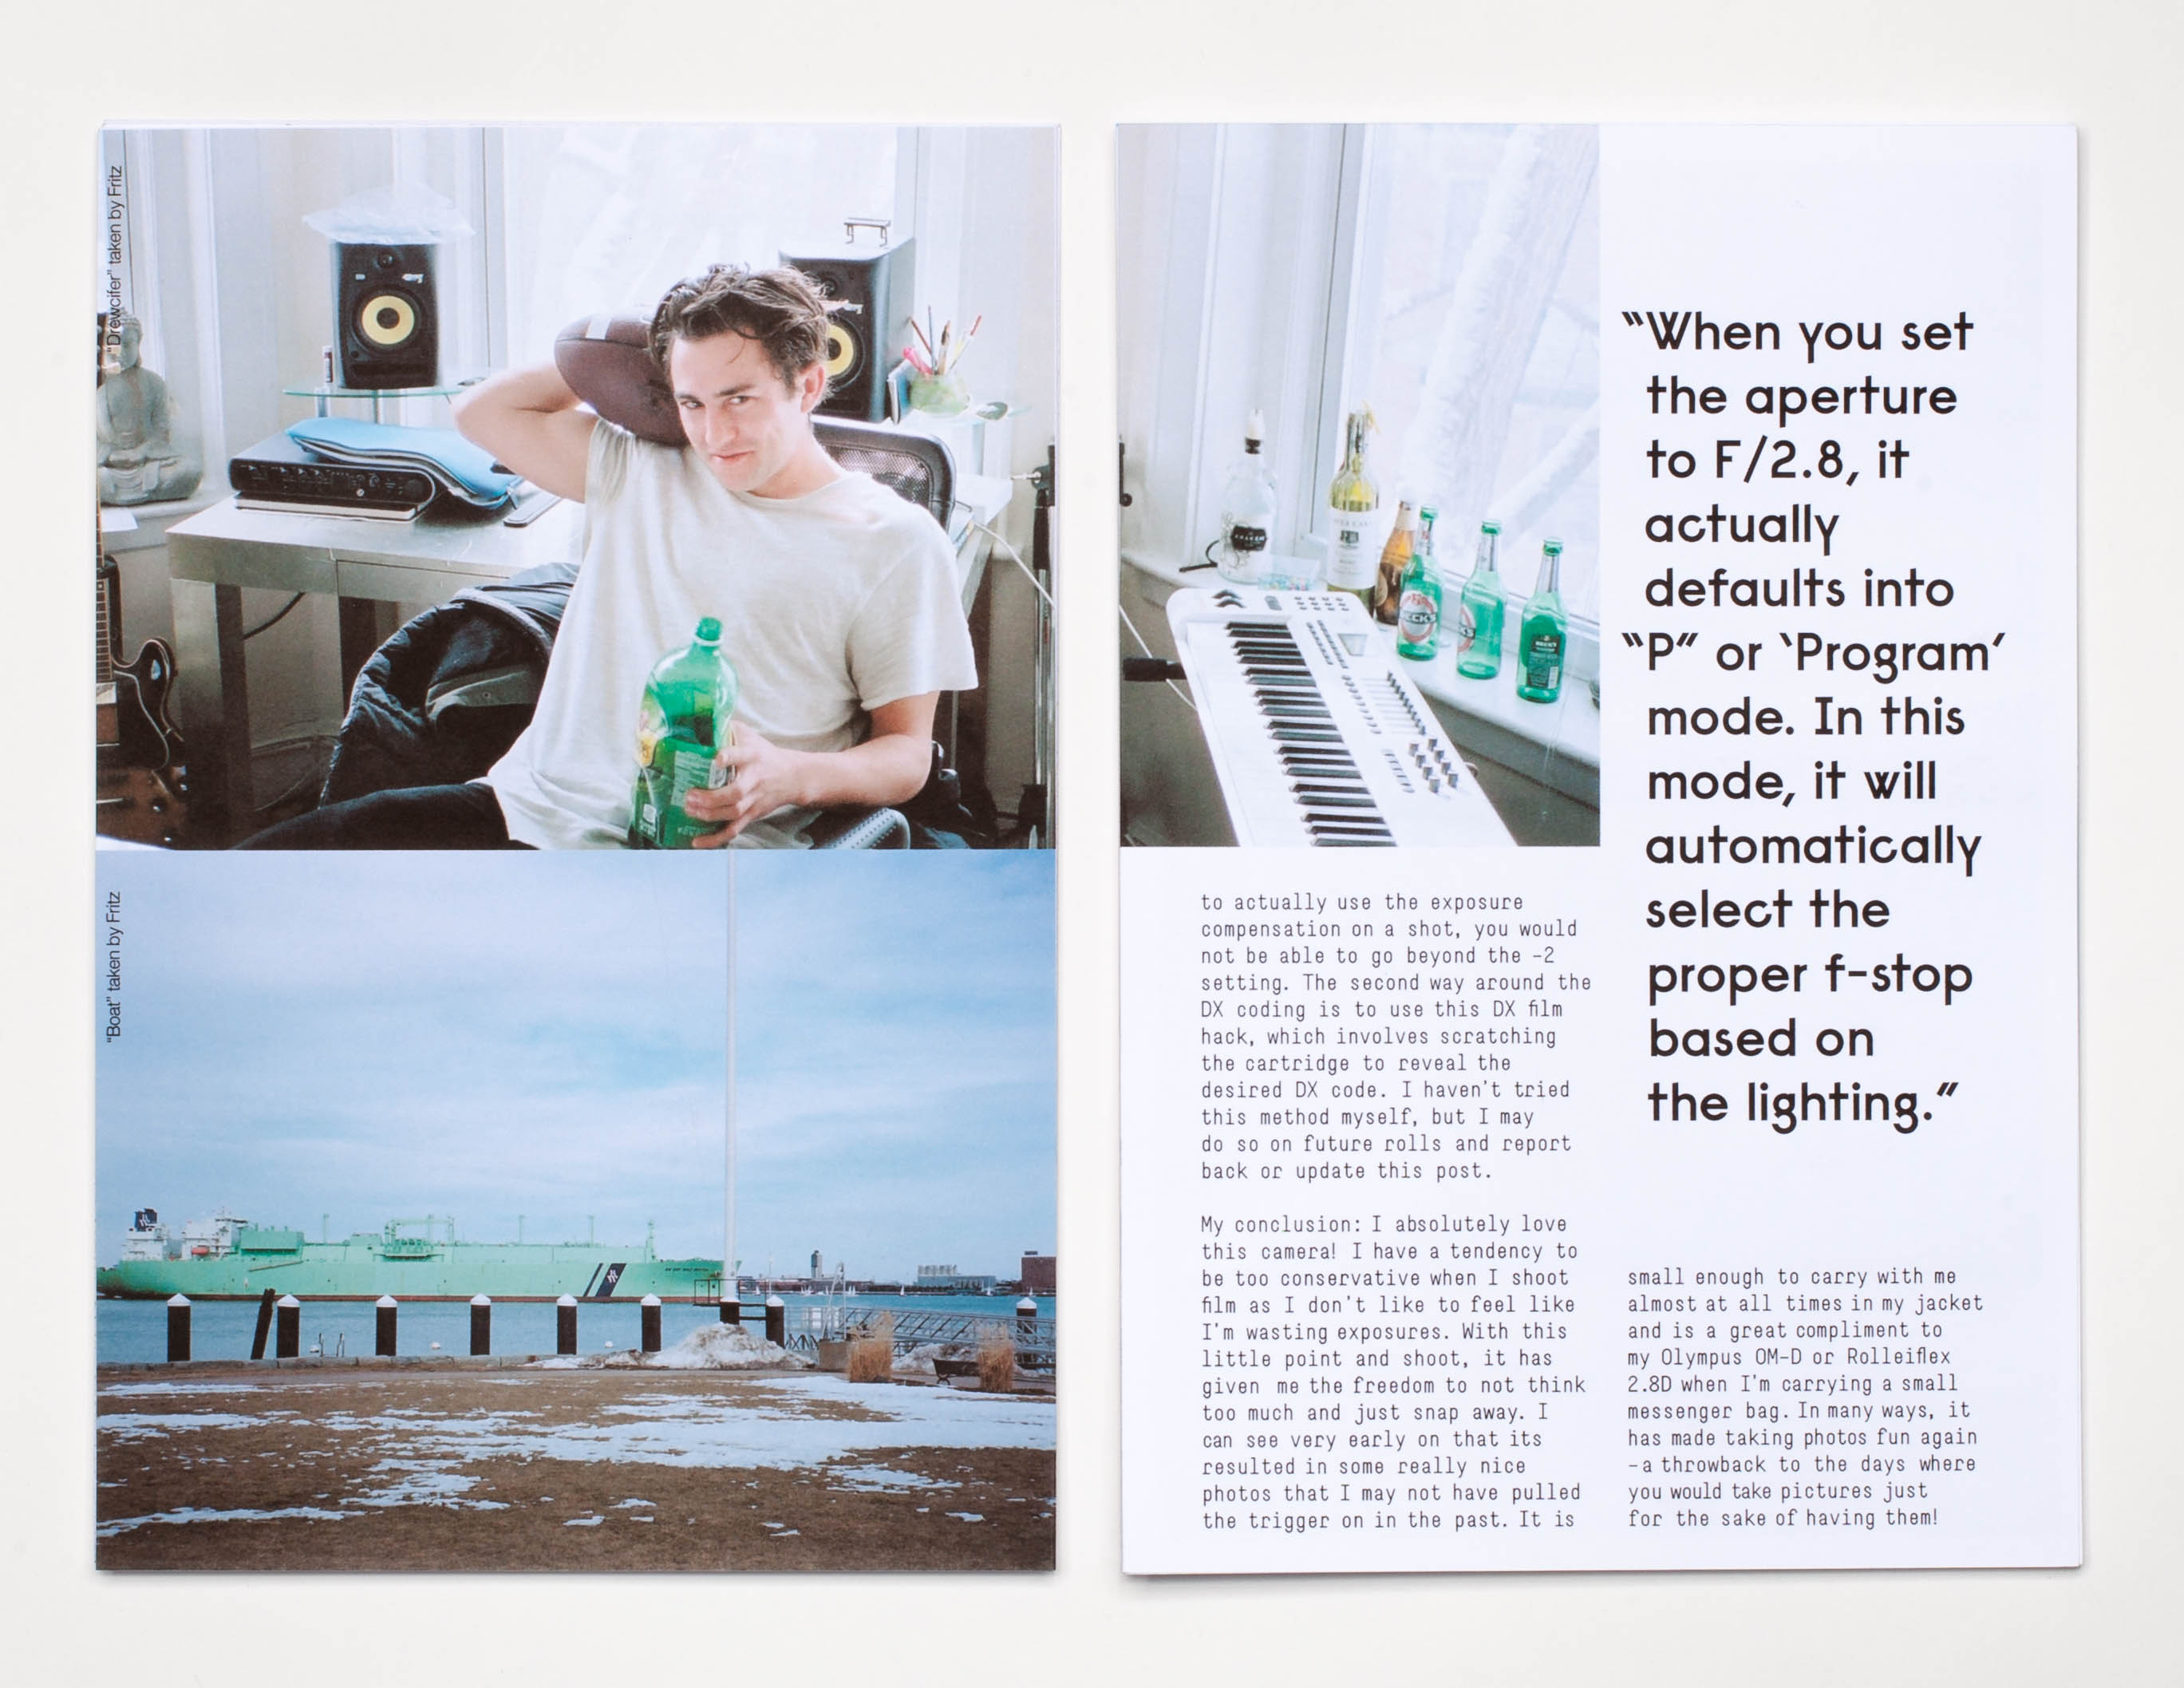 "Drewcifer" taken by Fritz
"Boat" taken by Fritz
BECK'S
to actually use the exposure
compensation on a shot, you would
not be able to go beyond the -2
setting. The second way around the
DX coding is to use this DX film
hack, which involves scratching
the cartridge to reveal the
desired DX code. I haven't tried
this method myself, but I may
do so on future rolls and report
back or update this post.
My conclusion: I absolutely love
this camera! I have a tendency to
be too conservative when I shoot
film as I don't like to feel like
I'm wasting exposures. With this
little point and shoot, it has
given me the freedom to not think
too much and just snap away. I
can see very early on that its
resulted in some really nice
photos that I may not have pulled
the trigger on in the past. It is
"When you set
the aperture
to F/2.8, it
actually
defaults into
"P" or 'Program'
mode. In this
mode, it will
automatically
select the
proper f-stop
based on
the lighting."
small enough to carry with me
almost at all times in my jacket
and is a great compliment to
my Olympus OM-D or Rolleiflex
2.8D when I'm carrying a small
messenger bag. In many ways, it
has made taking photos fun again
-a throwback to the days where
you would take pictures just
for the sake of having them!